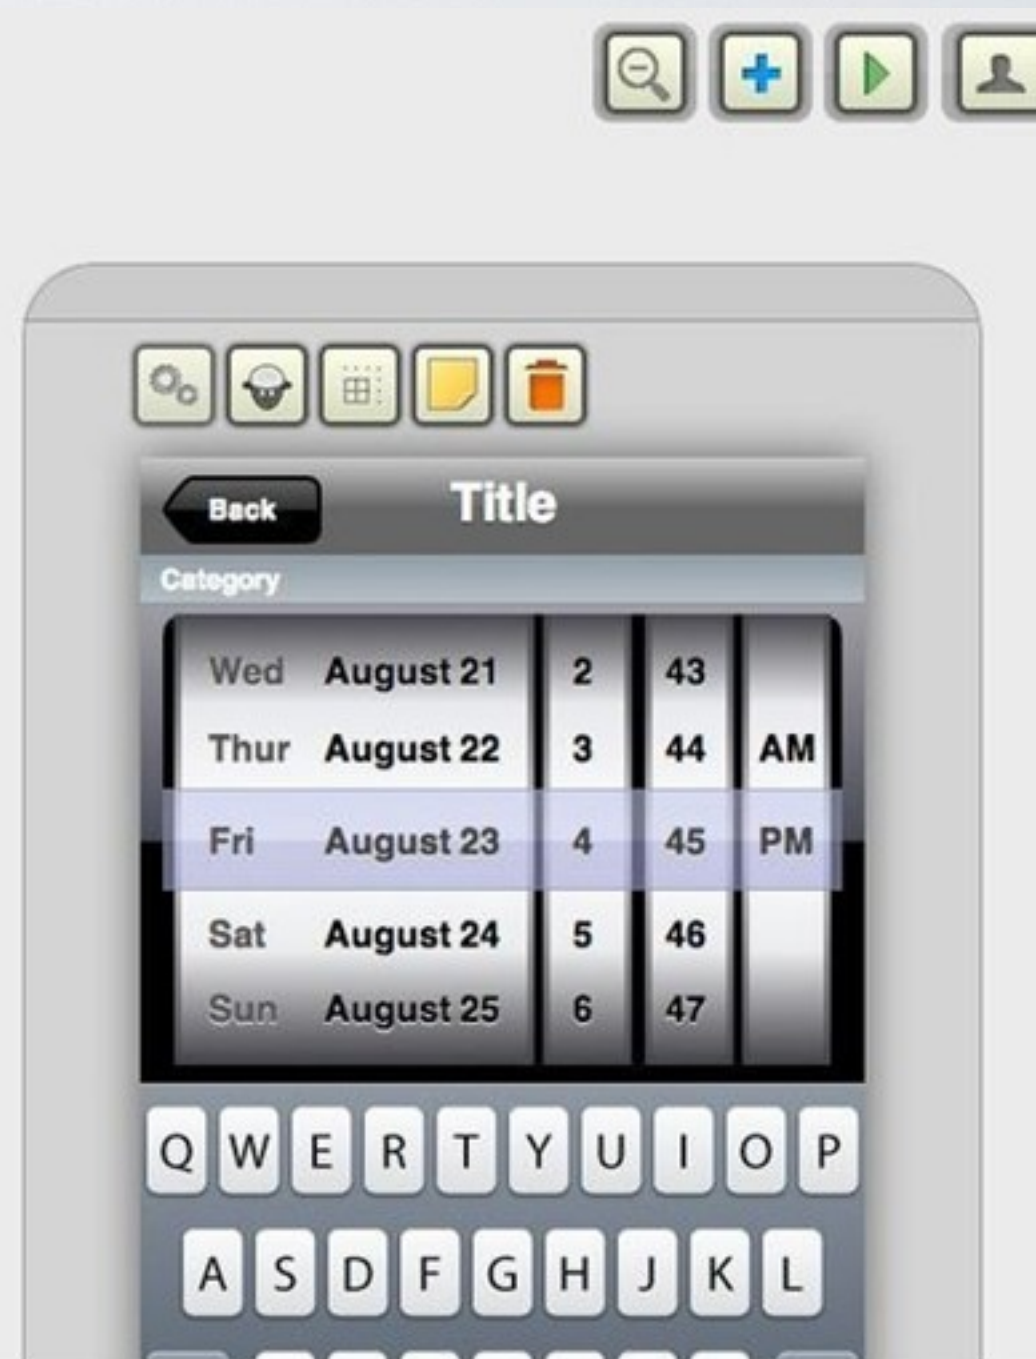 Back Title
Category
Wed August 21 2 43
Thur August 22 3 44 AM
Fri August 23 4 45 PM
Sat August 24 5 46
Sun August 25 6 47
Q W E R T Y U I O P
A S D F G H J K L